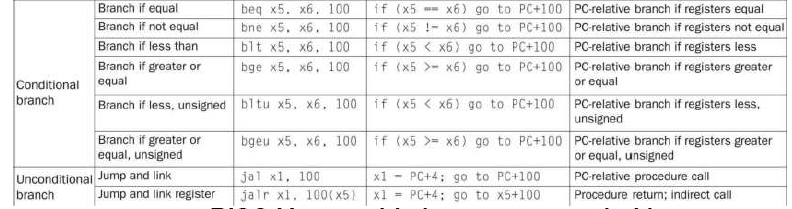 Branch if equal beq x5, x6, 100 if (x5 == x6) go to PC+100 PC-relative branch if registers equal
Branch if not equal bne x5, x6, 100 if (x5 != x6) go to PC+100 PC-relative branch if registers not equal
Branch if less than blt x5, x6, 100 if (x5 < x6) go to PC+100 PC-relative branch if registers less
Branch if greater or bge x5, x6, 100 if (x5 >= x6) go to PC+100 PC-relative branch if registers greater
equal or equal
Conditional
branch
Branch if less, unsigned bltu x5, x6, 100 if (x5 < x6) go to PC+100 PC-relative branch if registers less,
unsigned
Branch if greater or bgeu x5, x6, 100 if (x5 >= x6) go to PC+100 PC-relative branch if registers greater
equal, unsigned or equal, unsigned
Unconditional Jump and link jal x1, 100 x1 = PC+4; go to PC+100 PC-relative procedure call
branch Jump and link register jalr x1, 100(x5) x1 = PC+4; go to x5+100 Procedure return; indirect call